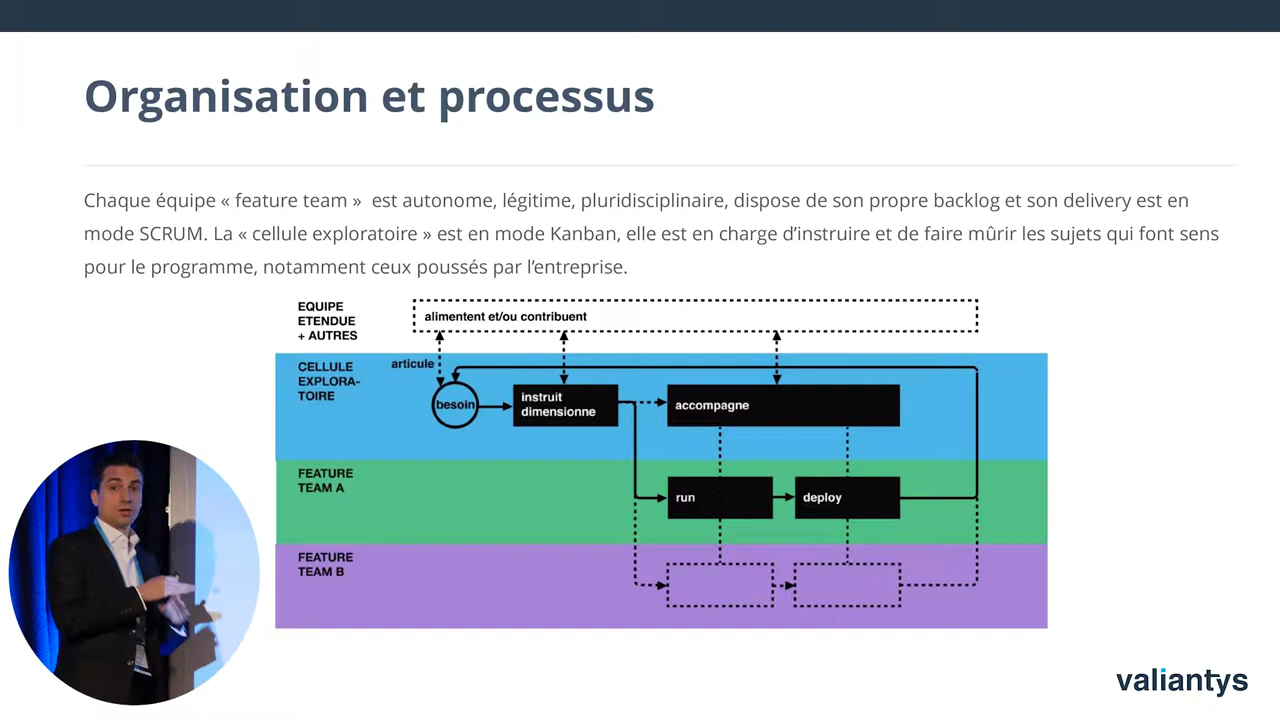 Organisation et processus
Chaque équipe « feature team »  est autonome, légitime, pluridisciplinaire, dispose de son propre backlog et son delivery est en
mode SCRUM. La « cellule exploratoire » est en mode Kanban, elle est en charge d’instruire et de faire mûrir les sujets qui font sens
pour le programme, notamment ceux poussés par l’entreprise.
EQUIPE
ETENDUE
+ AUTRES
alimentent et/ou contribuent
CELLULE
EXPLORA-
TOIRE
articule
besoin
instruit
dimensionne
accompagne
FEATURE
TEAM A
run
deploy
FEATURE
TEAM B
valiantys